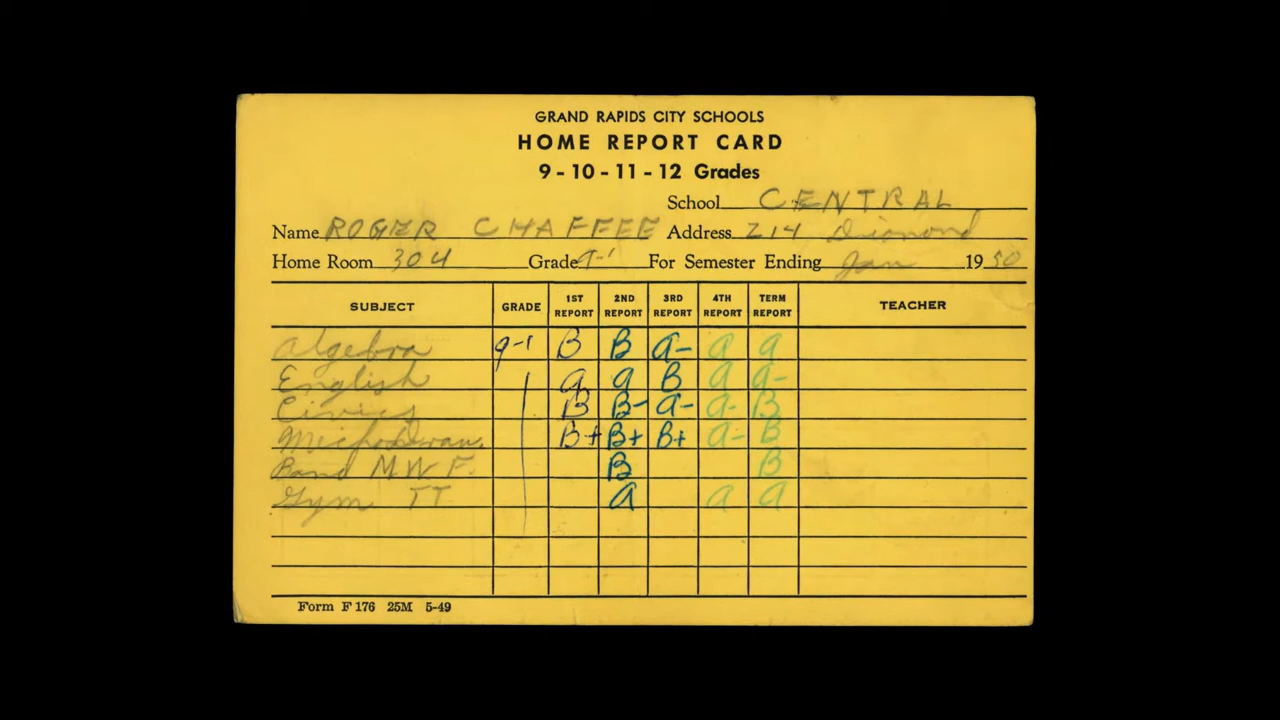 GRAND RAPIDS CITY SCHOOLS
HOME REPORT CARD
9 - 10 - 11 - 12 Grades
School CENTRAL
Name ROGER CHAFFEE Address 214 Diamond
Home Room 304 Grade 9-1 For Semester Ending Jan 1950
SUBJECT GRADE 1ST REPORT 2ND REPORT 3RD REPORT 4TH REPORT TERM REPORT TEACHER
Algebra 9-1 B B a- a a
English a a B a a-
Civics B B- a- a- B
B+ B+ B+ a- B
Band M W F. B B
Gym TT a a a
Form F 176 25M 5-49